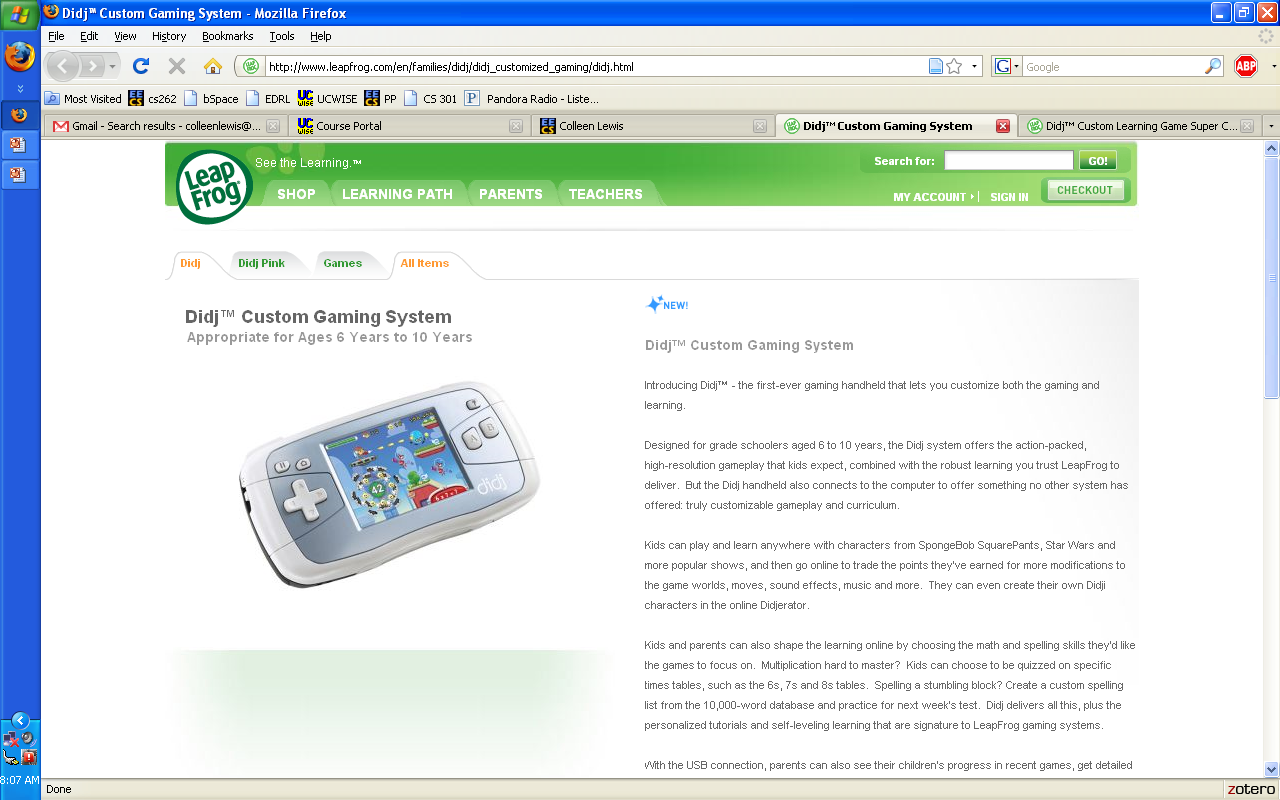 Didj™ Custom Gaming System - Mozilla Firefox
File Edit View History Bookmarks Tools Help
http://www.leapfrog.com/en/families/didj/didj_customized_gaming/didj.html
G Google
ABP
Most Visited cs262 bSpace EDRL UCWISE PP CS 301 Pandora Radio - Liste...
Gmail - Search results - colleenlewis@... Course Portal Colleen Lewis Didj™ Custom Gaming System Didj™ Custom Learning Game Super C...
Leap Frog
See the Learning.™
Search for: GO!
SHOP LEARNING PATH PARENTS TEACHERS
MY ACCOUNT SIGN IN CHECKOUT
Didj Didj Pink Games All Items
NEW!
Didj™ Custom Gaming System
Appropriate for Ages 6 Years to 10 Years
A B
42
didj
Didj™ Custom Gaming System
Introducing Didj™ - the first-ever gaming handheld that lets you customize both the gaming and
learning.
Designed for grade schoolers aged 6 to 10 years, the Didj system offers the action-packed,
high-resolution gameplay that kids expect, combined with the robust learning you trust LeapFrog to
deliver. But the Didj handheld also connects to the computer to offer something no other system has
offered: truly customizable gameplay and curriculum.
Kids can play and learn anywhere with characters from SpongeBob SquarePants, Star Wars and
more popular shows, and then go online to trade the points they've earned for more modifications to
the game worlds, moves, sound effects, music and more. They can even create their own Didji
characters in the online Didjerator.
Kids and parents can also shape the learning online by choosing the math and spelling skills they'd like
the games to focus on. Multiplication hard to master? Kids can choose to be quizzed on specific
times tables, such as the 6s, 7s and 8s tables. Spelling a stumbling block? Create a custom spelling
list from the 10,000-word database and practice for next week's test. Didj delivers all this, plus the
personalized tutorials and self-leveling learning that are signature to LeapFrog gaming systems.
With the USB connection, parents can also see their children's progress in recent games, get detailed
8:07 AM
Done
zotero